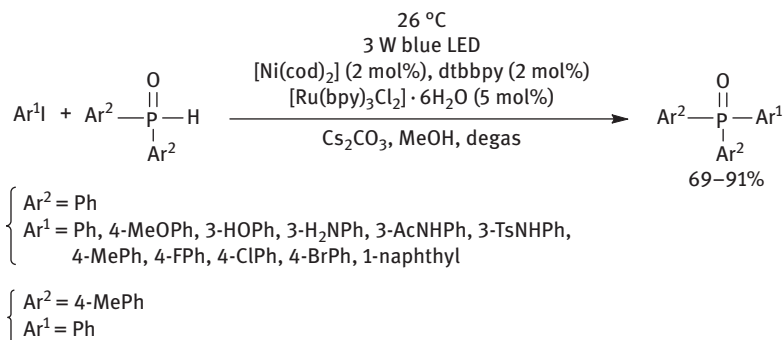 26 °C
3 W blue LED
[Ni(cod)₂] (2 mol%), dtbbpy (2 mol%)
[Ru(bpy)₃Cl₂] · 6H₂O (5 mol%)
Cs₂CO₃, MeOH, degas
Ar¹I + Ar² P H
O
Ar²
Ar² P Ar¹
O
Ar²
69–91%
Ar² = Ph
Ar¹ = Ph, 4-MeOPh, 3-HOPh, 3-H₂NPh, 3-AcNHPh, 3-TsNHPh,
4-MePh, 4-FPh, 4-ClPh, 4-BrPh, 1-naphthyl
Ar² = 4-MePh
Ar¹ = Ph